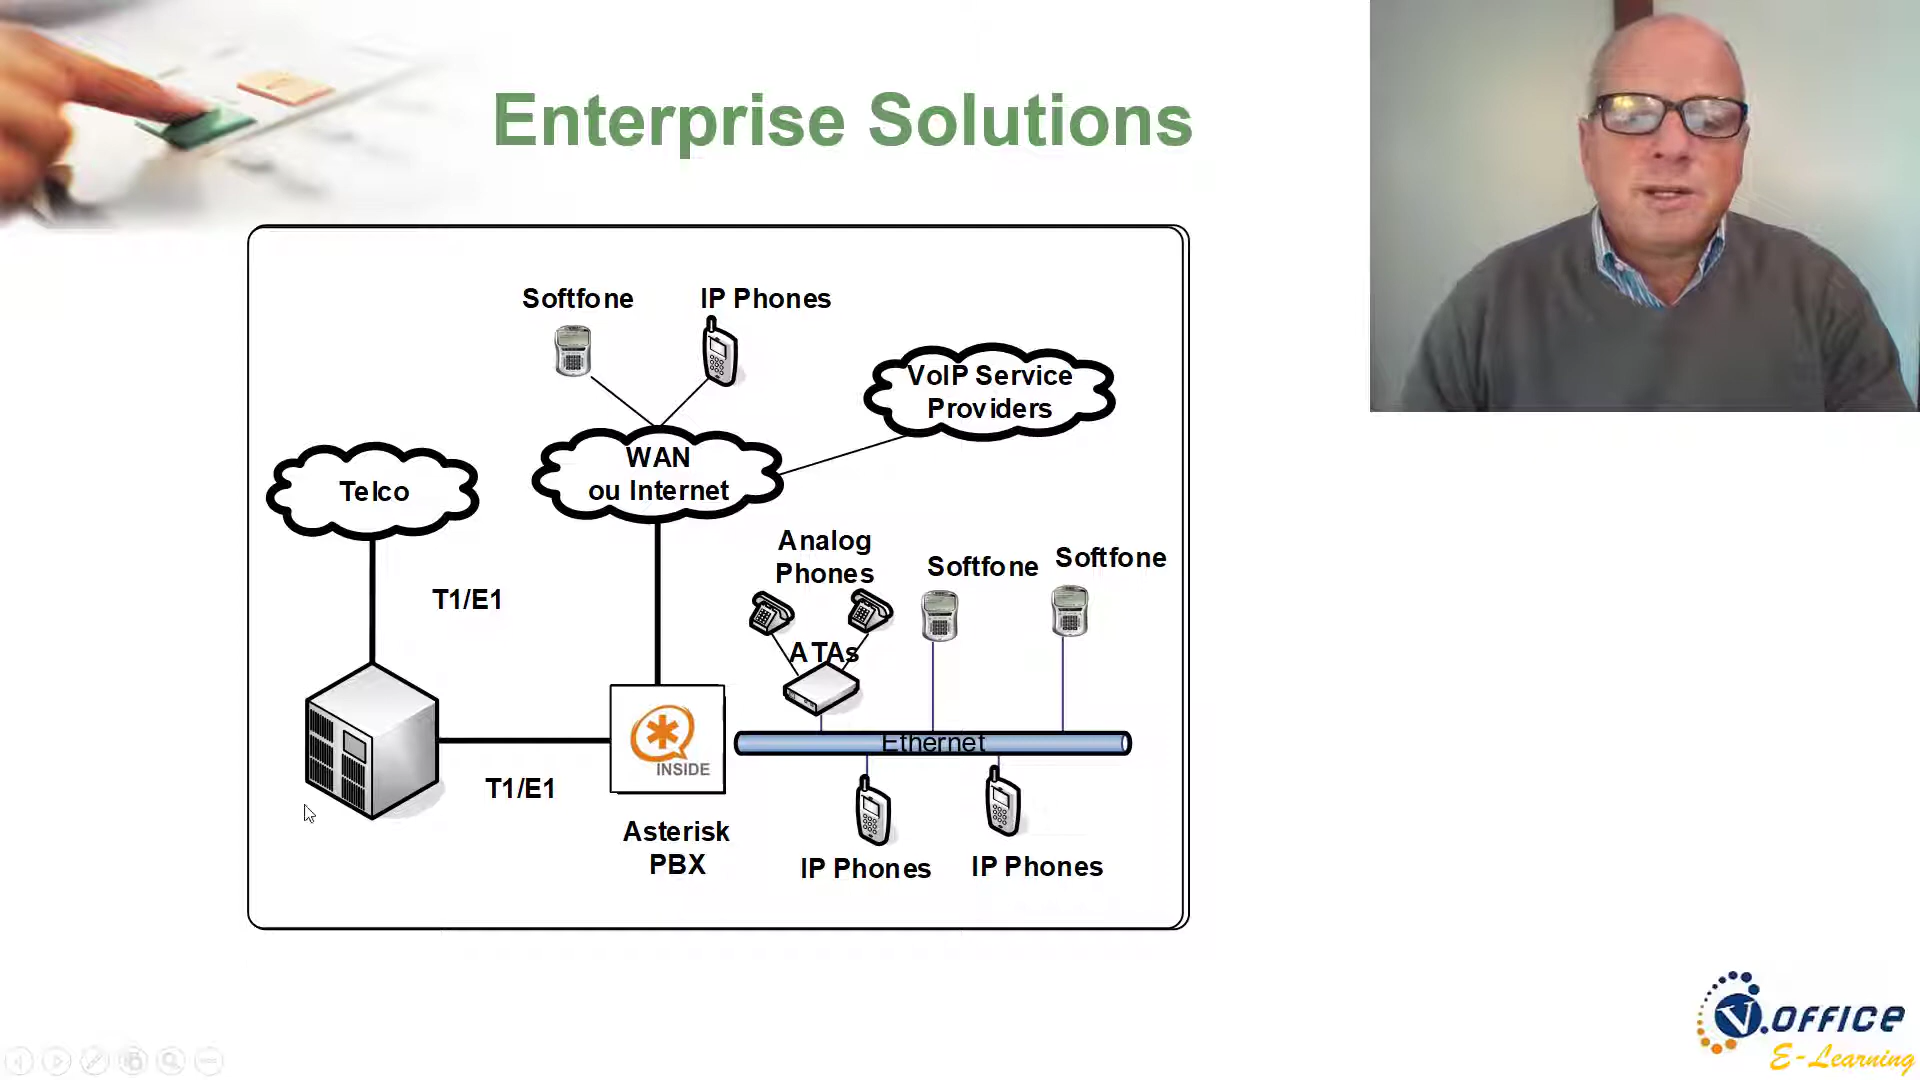 Enterprise Solutions
Softfone
IP Phones
VoIP Service
Providers
WAN
ou Internet
Telco
Analog
Phones
Softfone
Softfone
T1/E1
ATAs
Ethernet
INSIDE
T1/E1
Asterisk
PBX
IP Phones
IP Phones
V.OFFICE
E-Learning